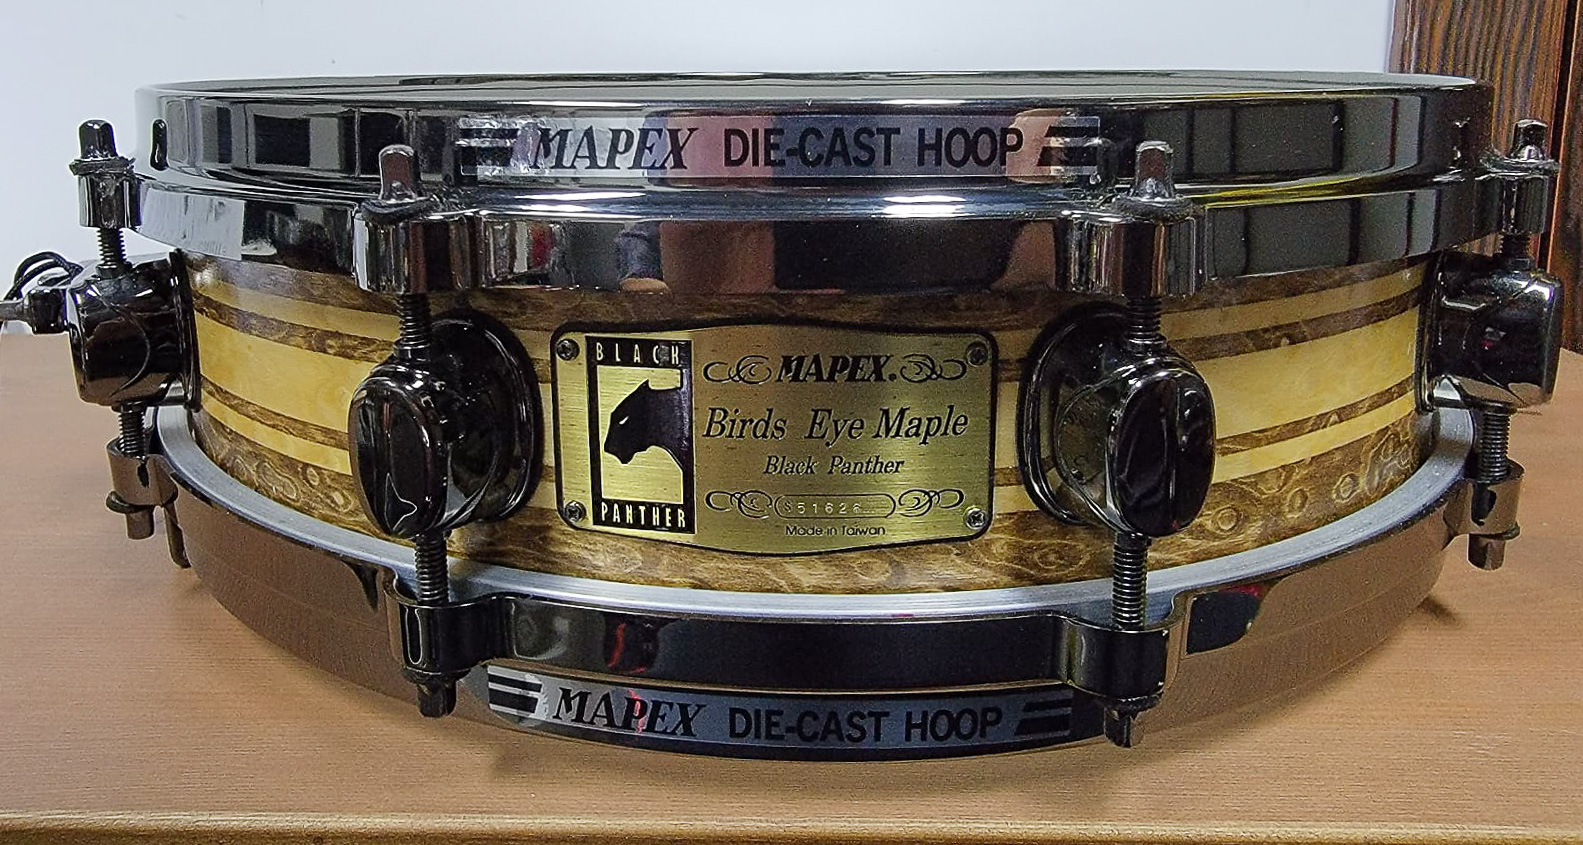 MAPEX DIE-CAST HOOP
BLACK
PANTHER
MAPEX.
Birds Eye Maple
Black Panther
Made in Taiwan
MAPEX DIE-CAST HOOP